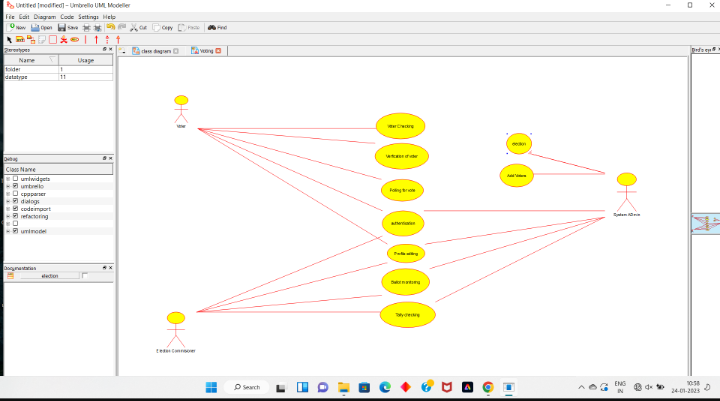 Untitled [modified] – Umbrello UML Modeller
File Edit Diagram Code Settings Help
New Open Save Cut Copy Paste Find
Stereotypes
class diagram Voting
Bird's ey
Name Usage
folder 1
datatype 11
Debug
Class Name
umlwidgets
umbrello
cppparser
dialogs
codeimport
refactoring
umlmodel
Documentation
election
Voter
Voter Checking
Verification of voter
Polling for vote
authentication
Profile editing
Ballot monitoring
Tally checking
election
Add Voters
System Admin
Election Commissioner
Search
ENG
IN
10:58
24-01-2023